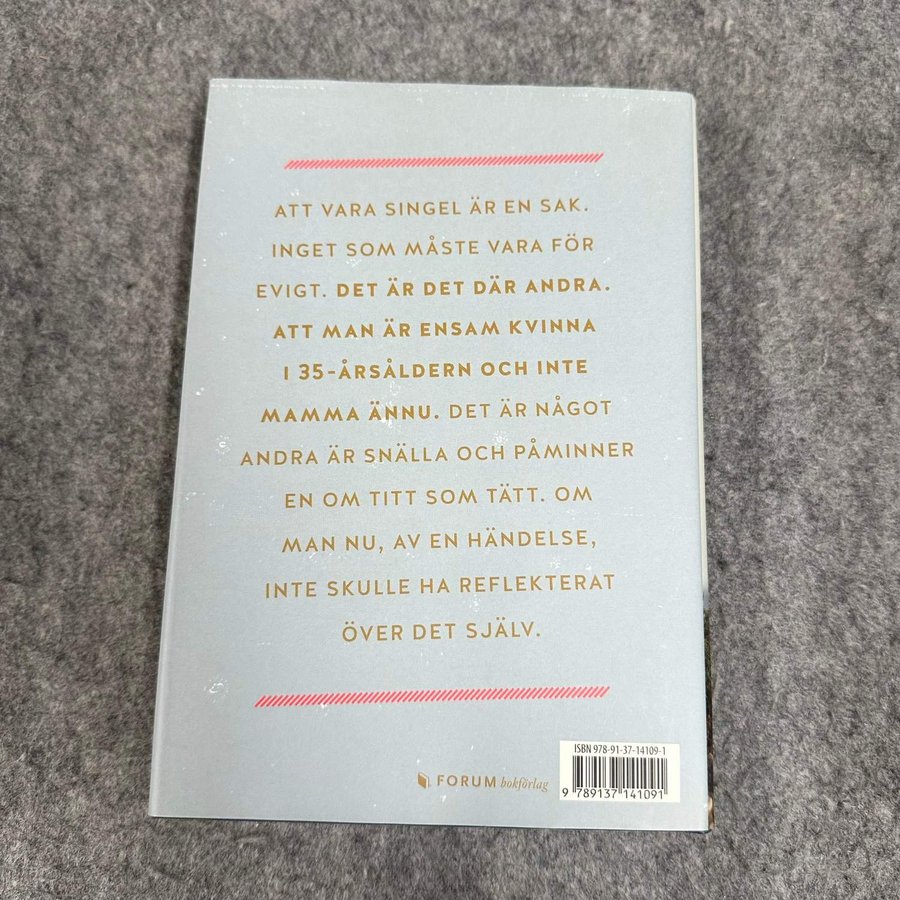 ATT VARA SINGEL ÄR EN SAK.
INGET SOM MÅSTE VARA FÖR
EVIGT. DET ÄR DET DÄR ANDRA.
ATT MAN ÄR ENSAM KVINNA
I 35-ÅRSÅLDERN OCH INTE
MAMMA ÄNNU. DET ÄR NÅGOT
ANDRA ÄR SNÄLLA OCH PÅMINNER
EN OM TITT SOM TÄTT. OM
MAN NU, AV EN HÄNDELSE,
INTE SKULLE HA REFLEKTERAT
ÖVER DET SJÄLV.
ISBN 978-91-37-14109-1
FORUM bokförlag
9 789137 141091